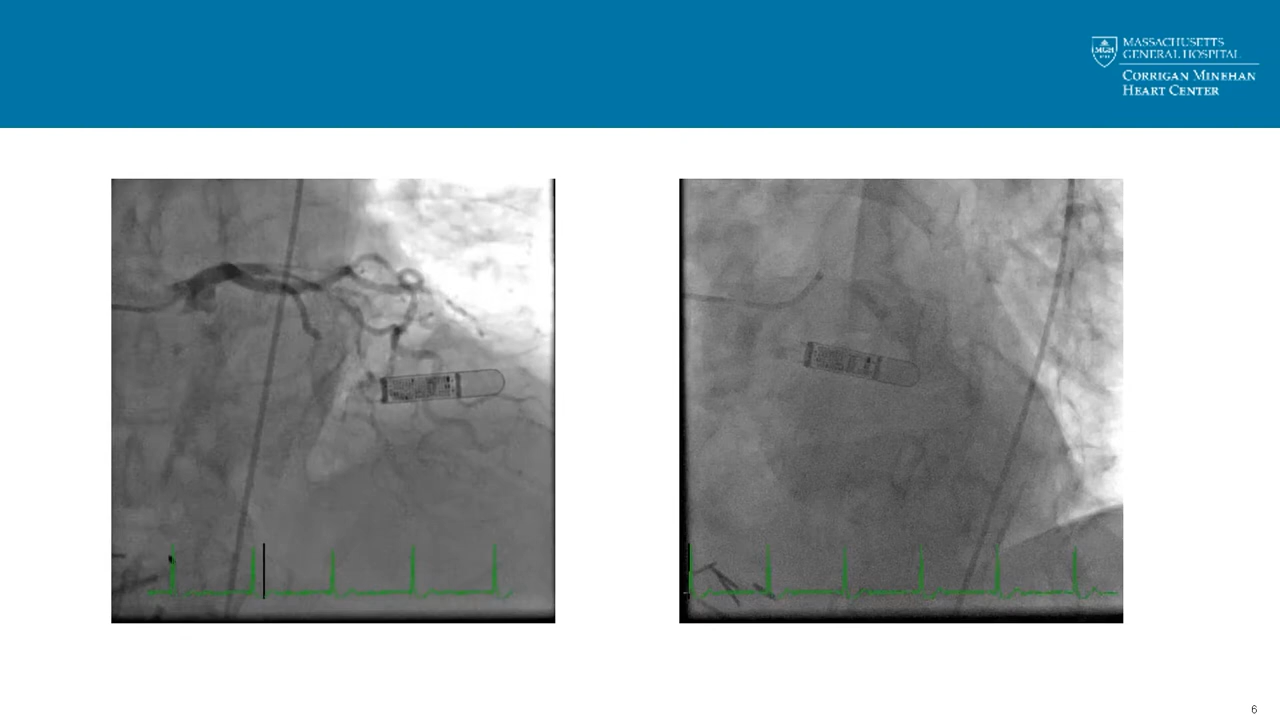 MASSACHUSETTS
GENERAL HOSPITAL
CORRIGAN MINEHAN
HEART CENTER
6